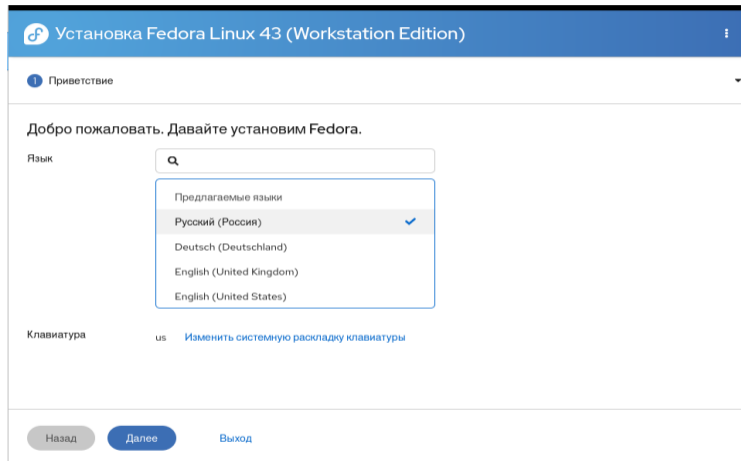 Установка Fedora Linux 43 (Workstation Edition)
1 Приветствие
Добро пожаловать. Давайте установим Fedora.
Язык
Предлагаемые языки
Русский (Россия)
Deutsch (Deutschland)
English (United Kingdom)
English (United States)
Клавиатура us Изменить системную раскладку клавиатуры
Назад Далее Выход